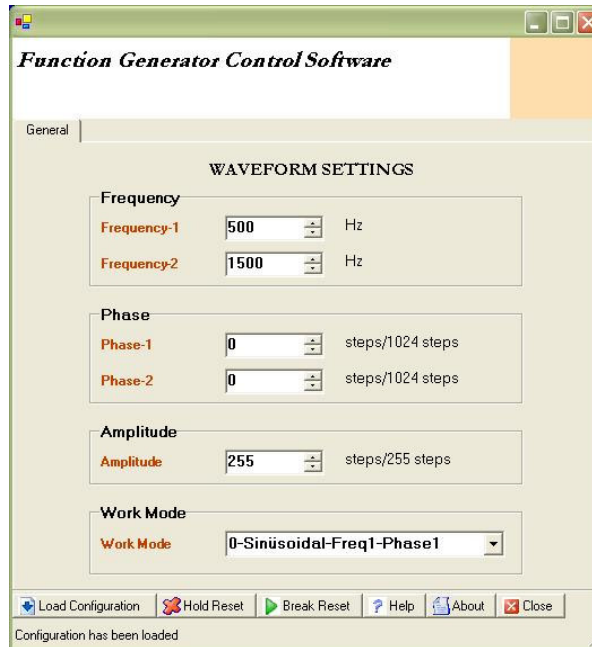 Function Generator Control Software
General
WAVEFORM SETTINGS
Frequency
Frequency-1 500 Hz
Frequency-2 1500 Hz
Phase
Phase-1 0 steps/1024 steps
Phase-2 0 steps/1024 steps
Amplitude
Amplitude 255 steps/255 steps
Work Mode
Work Mode 0-Sinüsoidal-Freq1-Phase1
Load Configuration Hold Reset Break Reset Help About Close
Configuration has been loaded